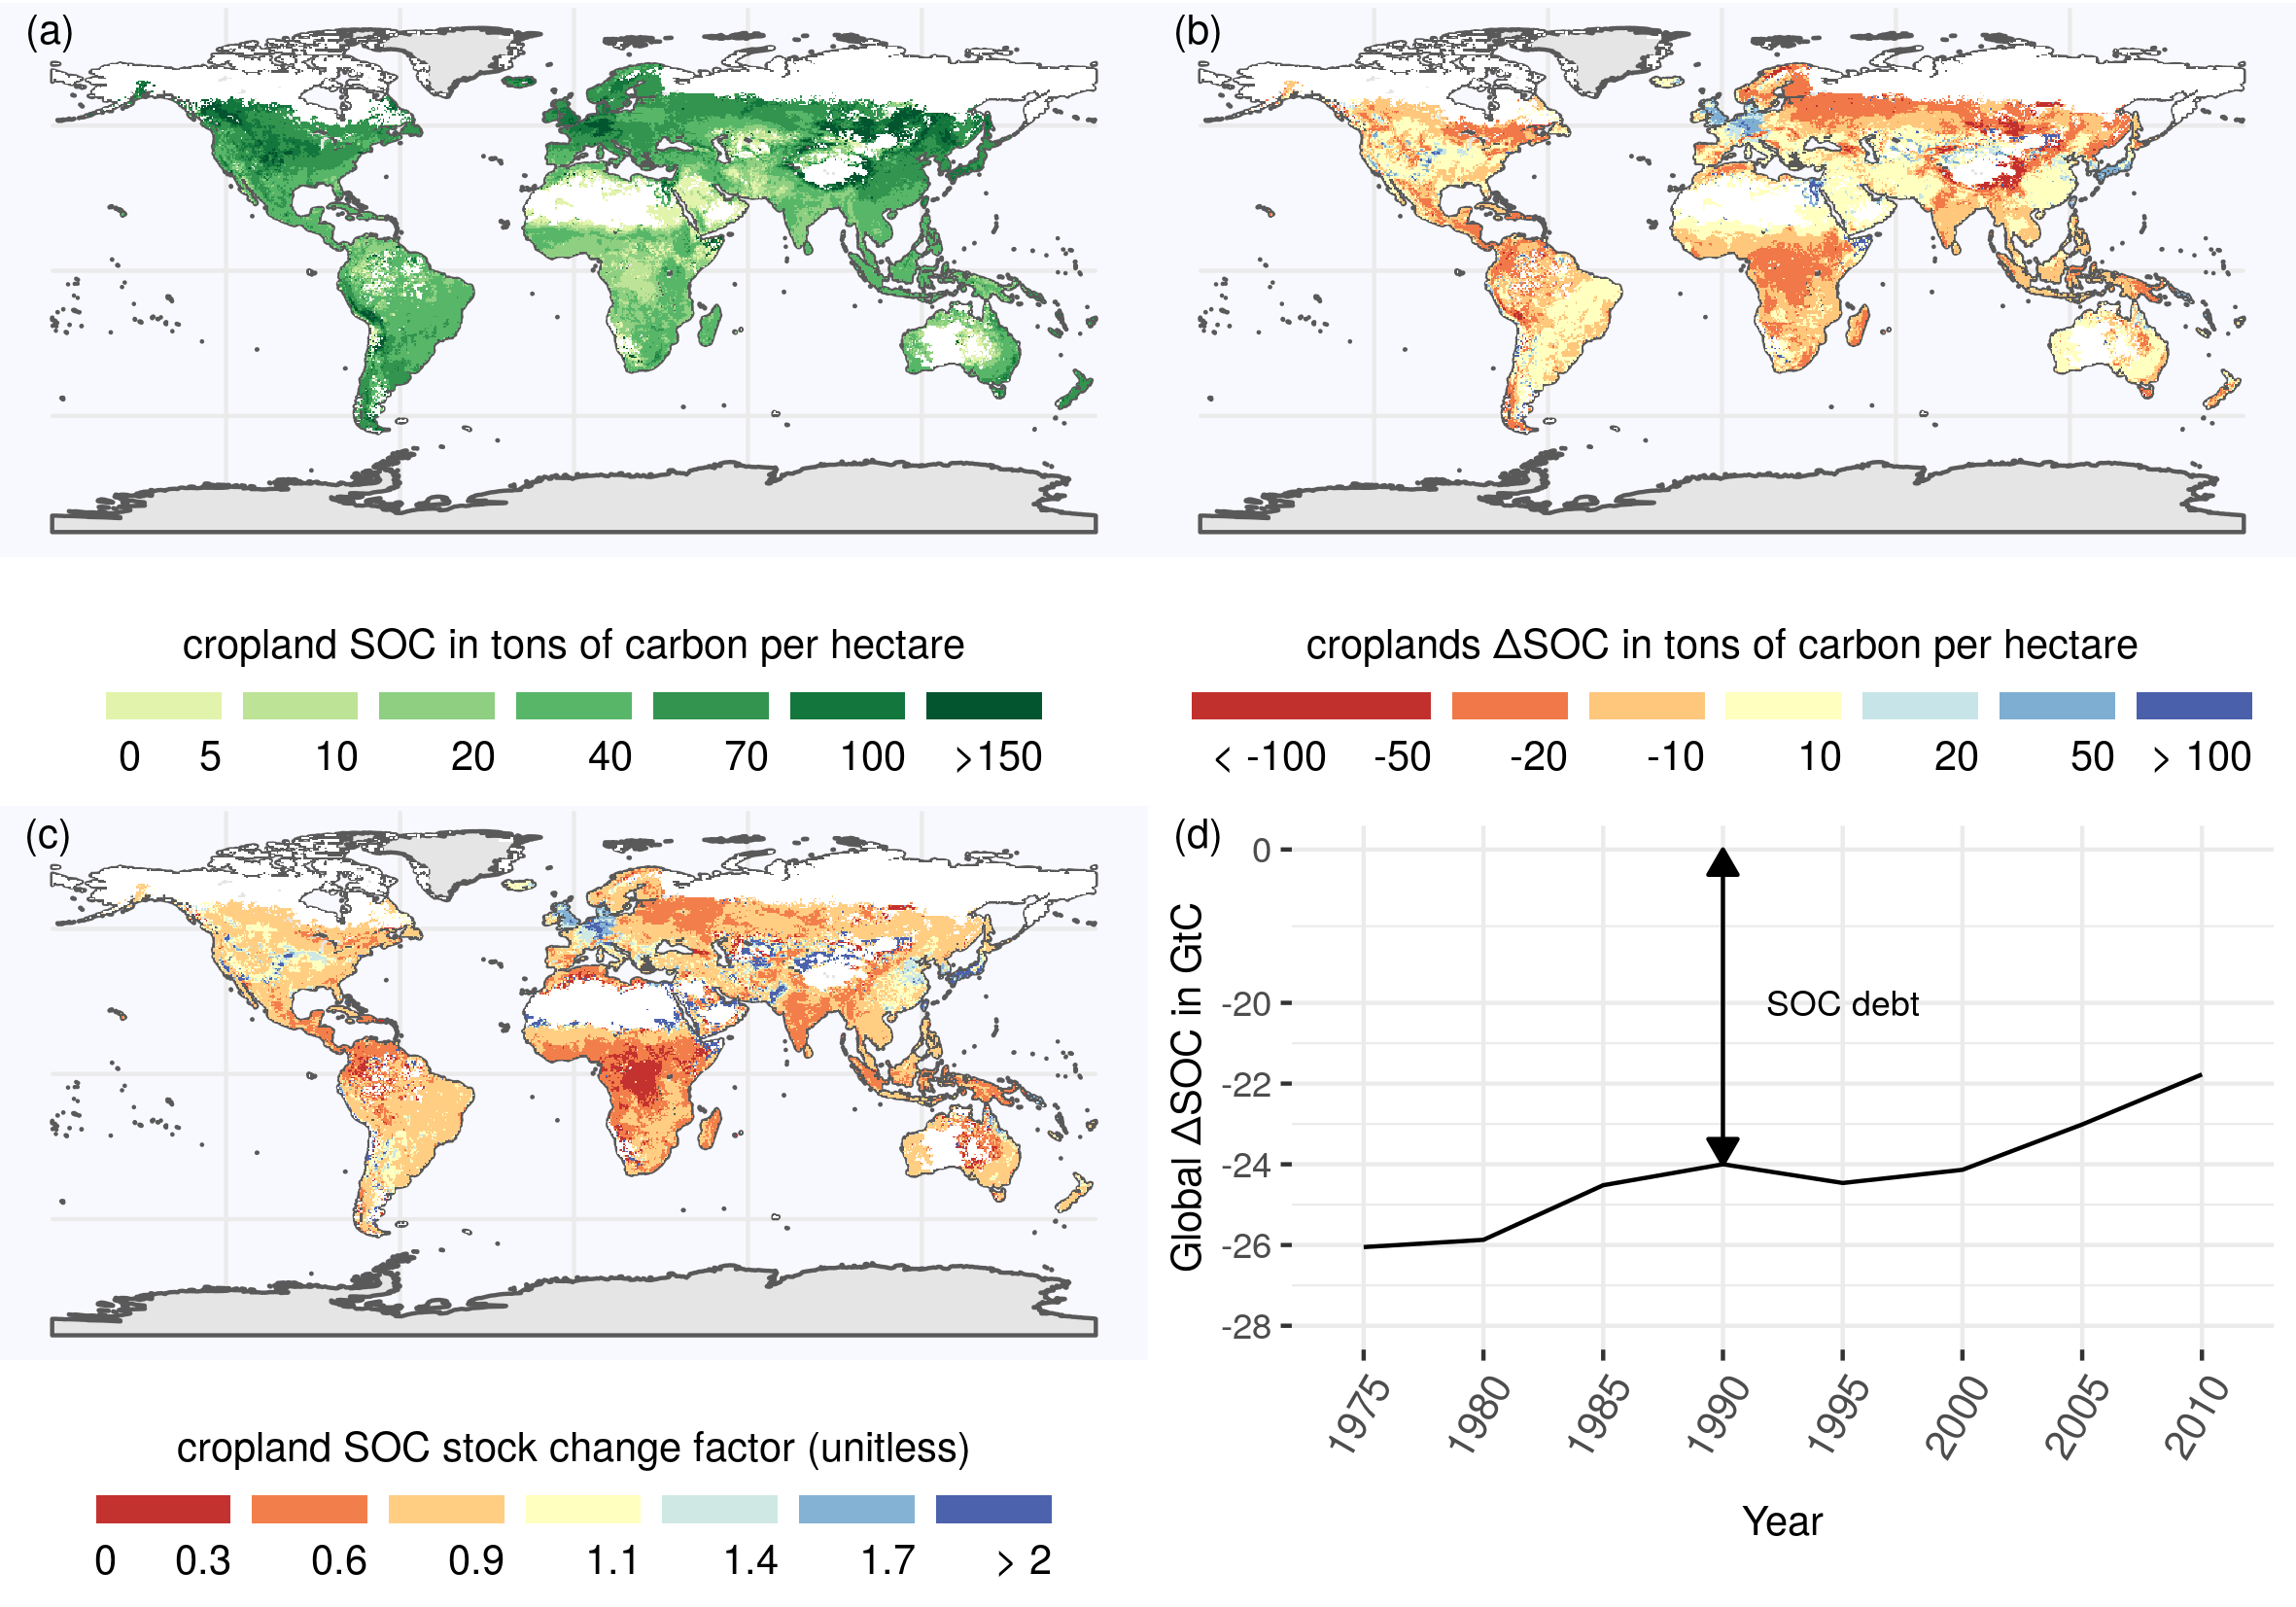 (a)
(b)
cropland SOC in tons of carbon per hectare
0 5 10 20 40 70 100 >150
croplands ΔSOC in tons of carbon per hectare
< -100 -50 -20 -10 10 20 50 > 100
(c)
cropland SOC stock change factor (unitless)
0 0.3 0.6 0.9 1.1 1.4 1.7 > 2
(d)
Global ΔSOC in GtC
0
-20
-22
-24
-26
-28
SOC debt
1975 1980 1985 1990 1995 2000 2005 2010
Year